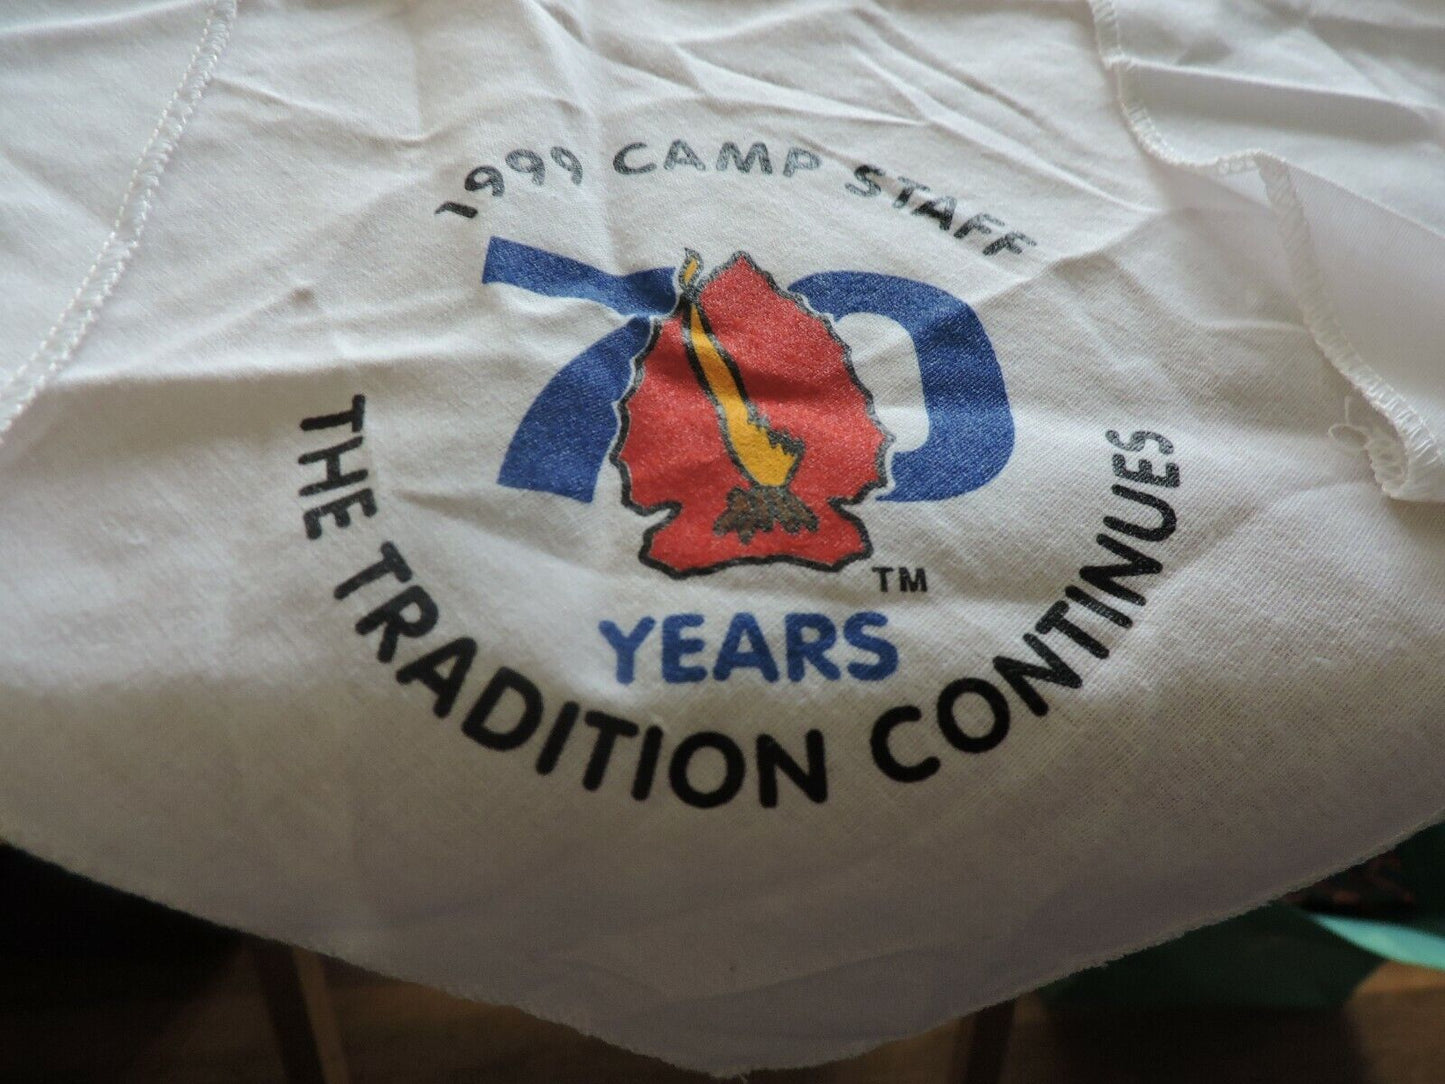 1999 CAMP STAFF
70
TM
YEARS
THE TRADITION CONTINUES